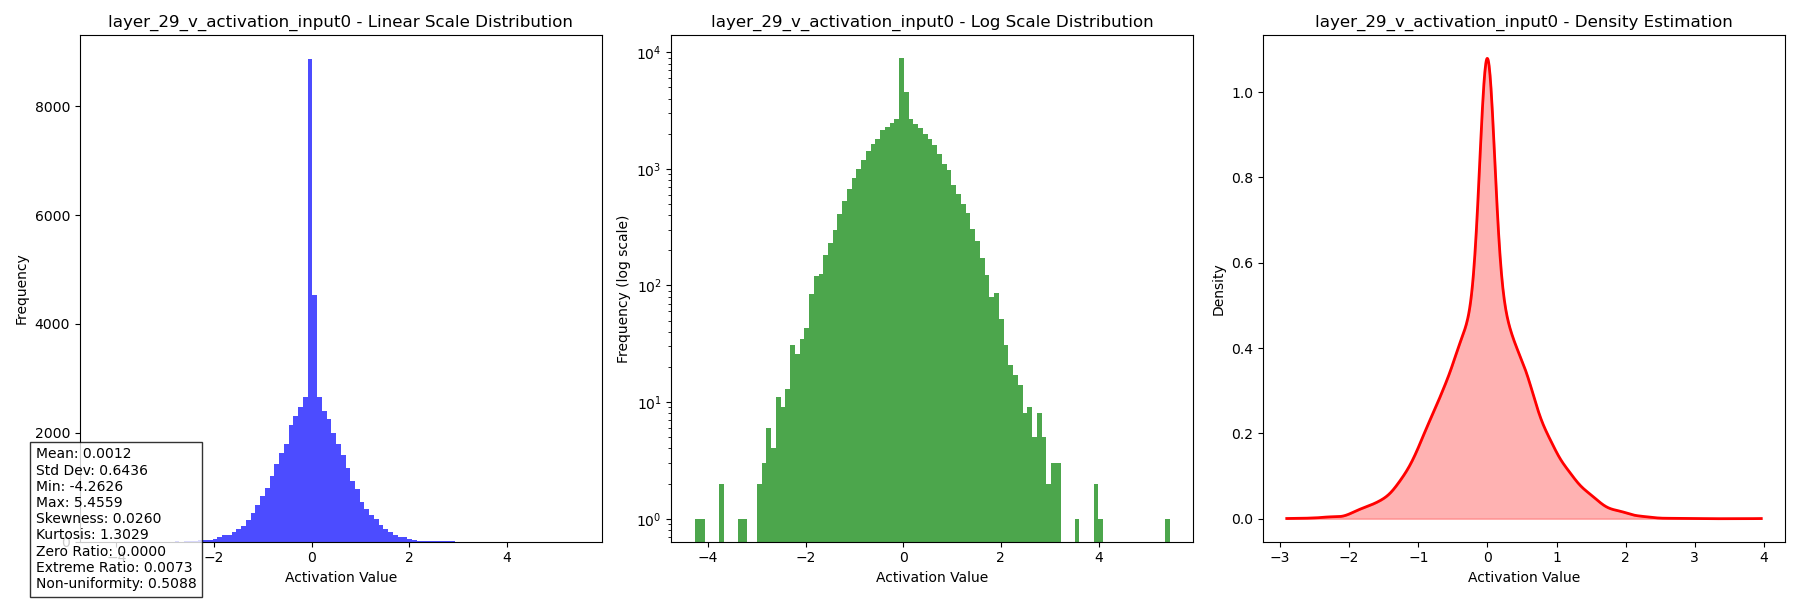 layer_29_v_activation_input0 - Linear Scale Distribution
8000
6000
4000
2000
Frequency
−2
0
2
4
Activation Value
Mean: 0.0012
Std Dev: 0.6436
Min: -4.2626
Max: 5.4559
Skewness: 0.0260
Kurtosis: 1.3029
Zero Ratio: 0.0000
Extreme Ratio: 0.0073
Non-uniformity: 0.5088
layer_29_v_activation_input0 - Log Scale Distribution
10⁴
10³
10²
10¹
10⁰
Frequency (log scale)
−4
−2
0
2
4
Activation Value
layer_29_v_activation_input0 - Density Estimation
1.0
0.8
0.6
0.4
0.2
0.0
Density
−3
−2
−1
0
1
2
3
4
Activation Value